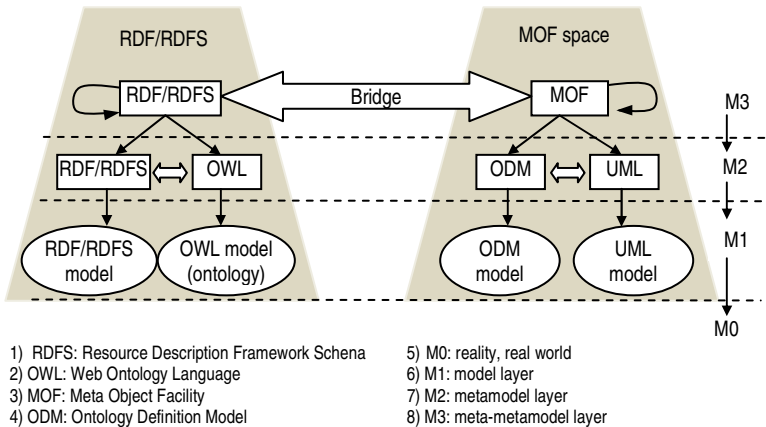 RDF/RDFS
MOF space
RDF/RDFS
Bridge
MOF
M3
RDF/RDFS
OWL
ODM
UML
M2
RDF/RDFS
model
OWL model
(ontology)
ODM
model
UML
model
M1
M0
1) RDFS: Resource Description Framework Schena
2) OWL: Web Ontology Language
3) MOF: Meta Object Facility
4) ODM: Ontology Definition Model
5) M0: reality, real world
6) M1: model layer
7) M2: metamodel layer
8) M3: meta-metamodel layer